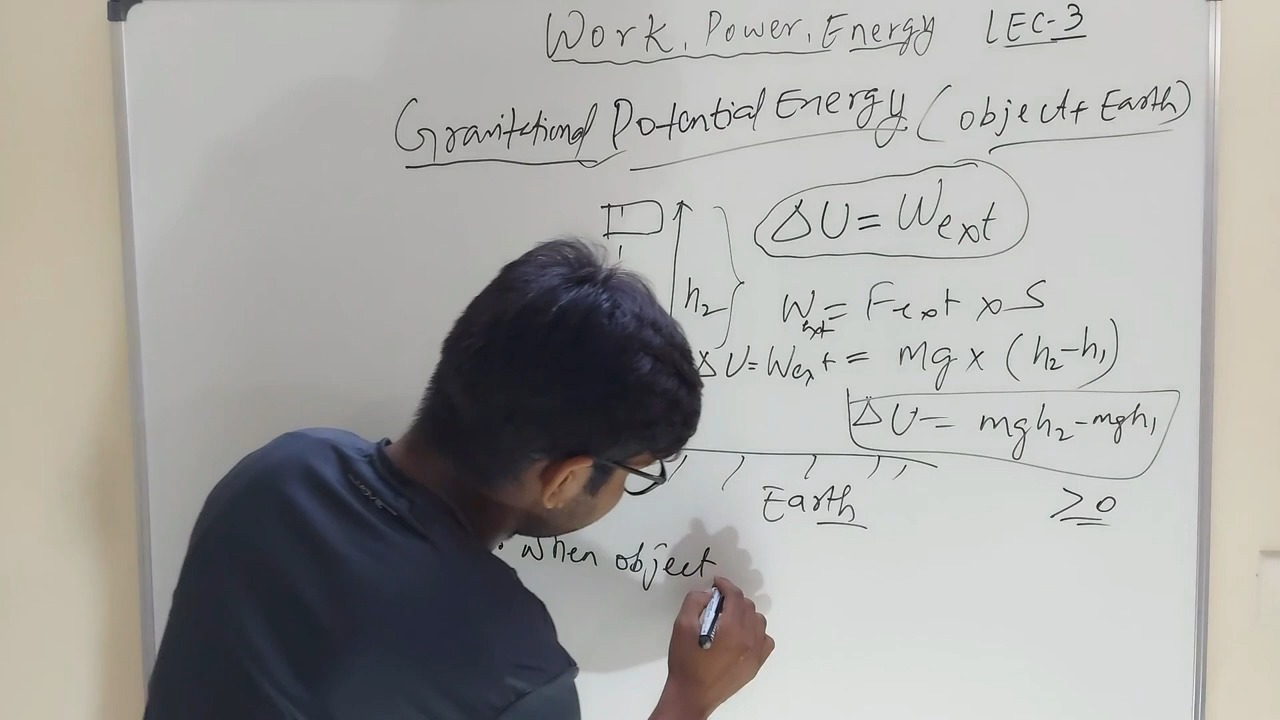 Work, Power, Energy LEC-3
Gravitational Potential Energy (object + Earth)
ΔU = Wext
h2
Wext = Fext x S
ΔU = Wext = mg x (h2-h1)
ΔU = mgh2-mgh1
Earth
≥0
when object